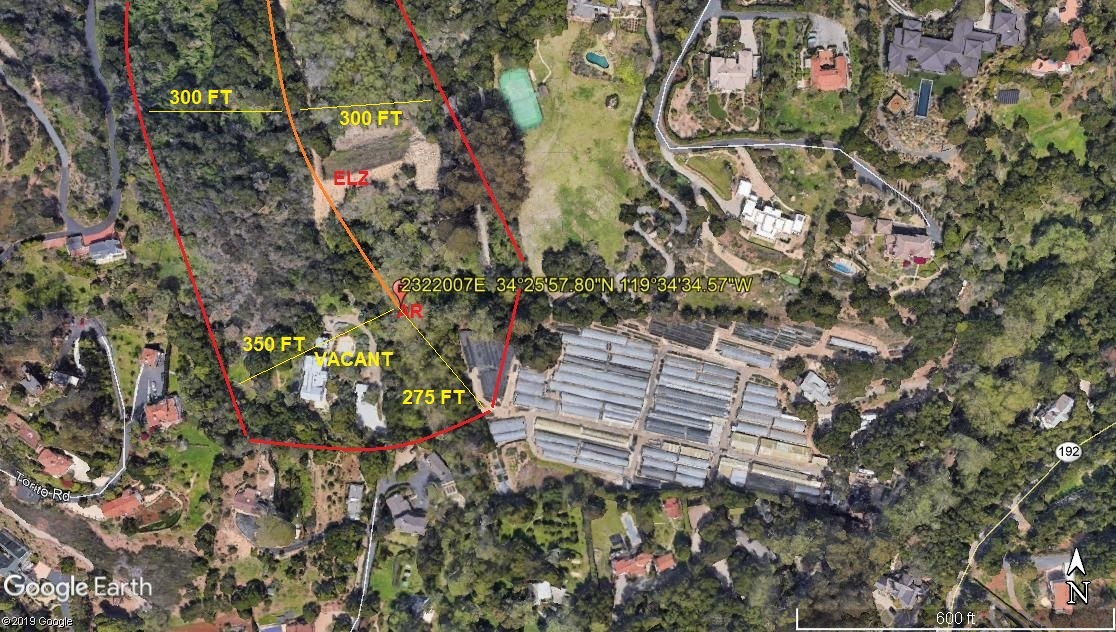 300 FT
300 FT
ELZ
2322007E 34°25'57.80"N 119°34'34.57"W
AR
350 FT
VACANT
275 FT
192
Torito Rd
N
Google Earth
600 ft
©2019 Google